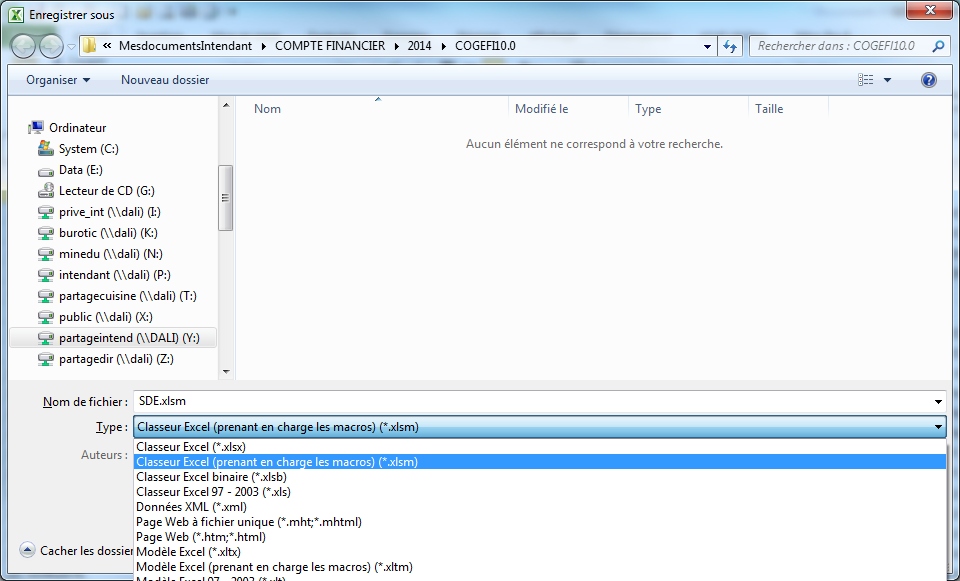 Enregistrer sous
« MesdocumentsIntendant COMPTE FINANCIER 2014 COGEFI10.0 Rechercher dans : COGEFI10.0
Organiser Nouveau dossier
Nom Modifié le Type Taille
Aucun élément ne correspond à votre recherche.
Ordinateur
System (C:)
Data (E:)
Lecteur de CD (G:)
prive_int (\\dali) (I:)
burotic (\\dali) (K:)
minedu (\\dali) (N:)
intendant (\\dali) (P:)
partagecuisine (\\dali) (T:)
public (\\dali) (X:)
partageintend (\\DALI) (Y:)
partagedir (\\dali) (Z:)
Nom de fichier : SDE.xlsm
Type : Classeur Excel (prenant en charge les macros) (*.xlsm)
Auteurs :
Classeur Excel (*.xlsx)
Classeur Excel (prenant en charge les macros) (*.xlsm)
Classeur Excel binaire (*.xlsb)
Classeur Excel 97 - 2003 (*.xls)
Données XML (*.xml)
Page Web à fichier unique (*.mht;*.mhtml)
Page Web (*.htm;*.html)
Modèle Excel (*.xltx)
Modèle Excel (prenant en charge les macros) (*.xltm)
Modèle Excel 97 - 2003 (*.xlt)
Cacher les dossier